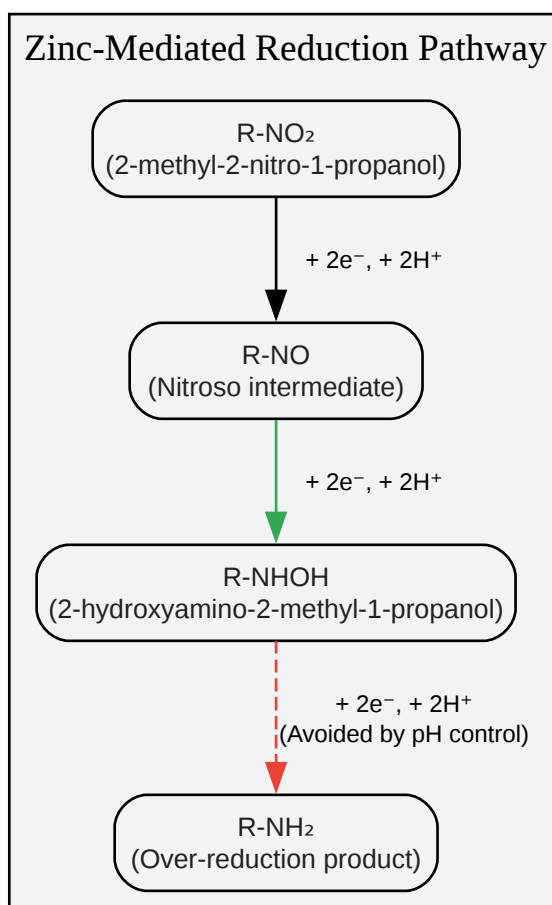 Zinc-Mediated Reduction Pathway
R-NO₂
(2-methyl-2-nitro-1-propanol)
+ 2e⁻, + 2H⁺
R-NO
(Nitroso intermediate)
+ 2e⁻, + 2H⁺
R-NHOH
(2-hydroxyamino-2-methyl-1-propanol)
+ 2e⁻, + 2H⁺
(Avoided by pH control)
R-NH₂
(Over-reduction product)